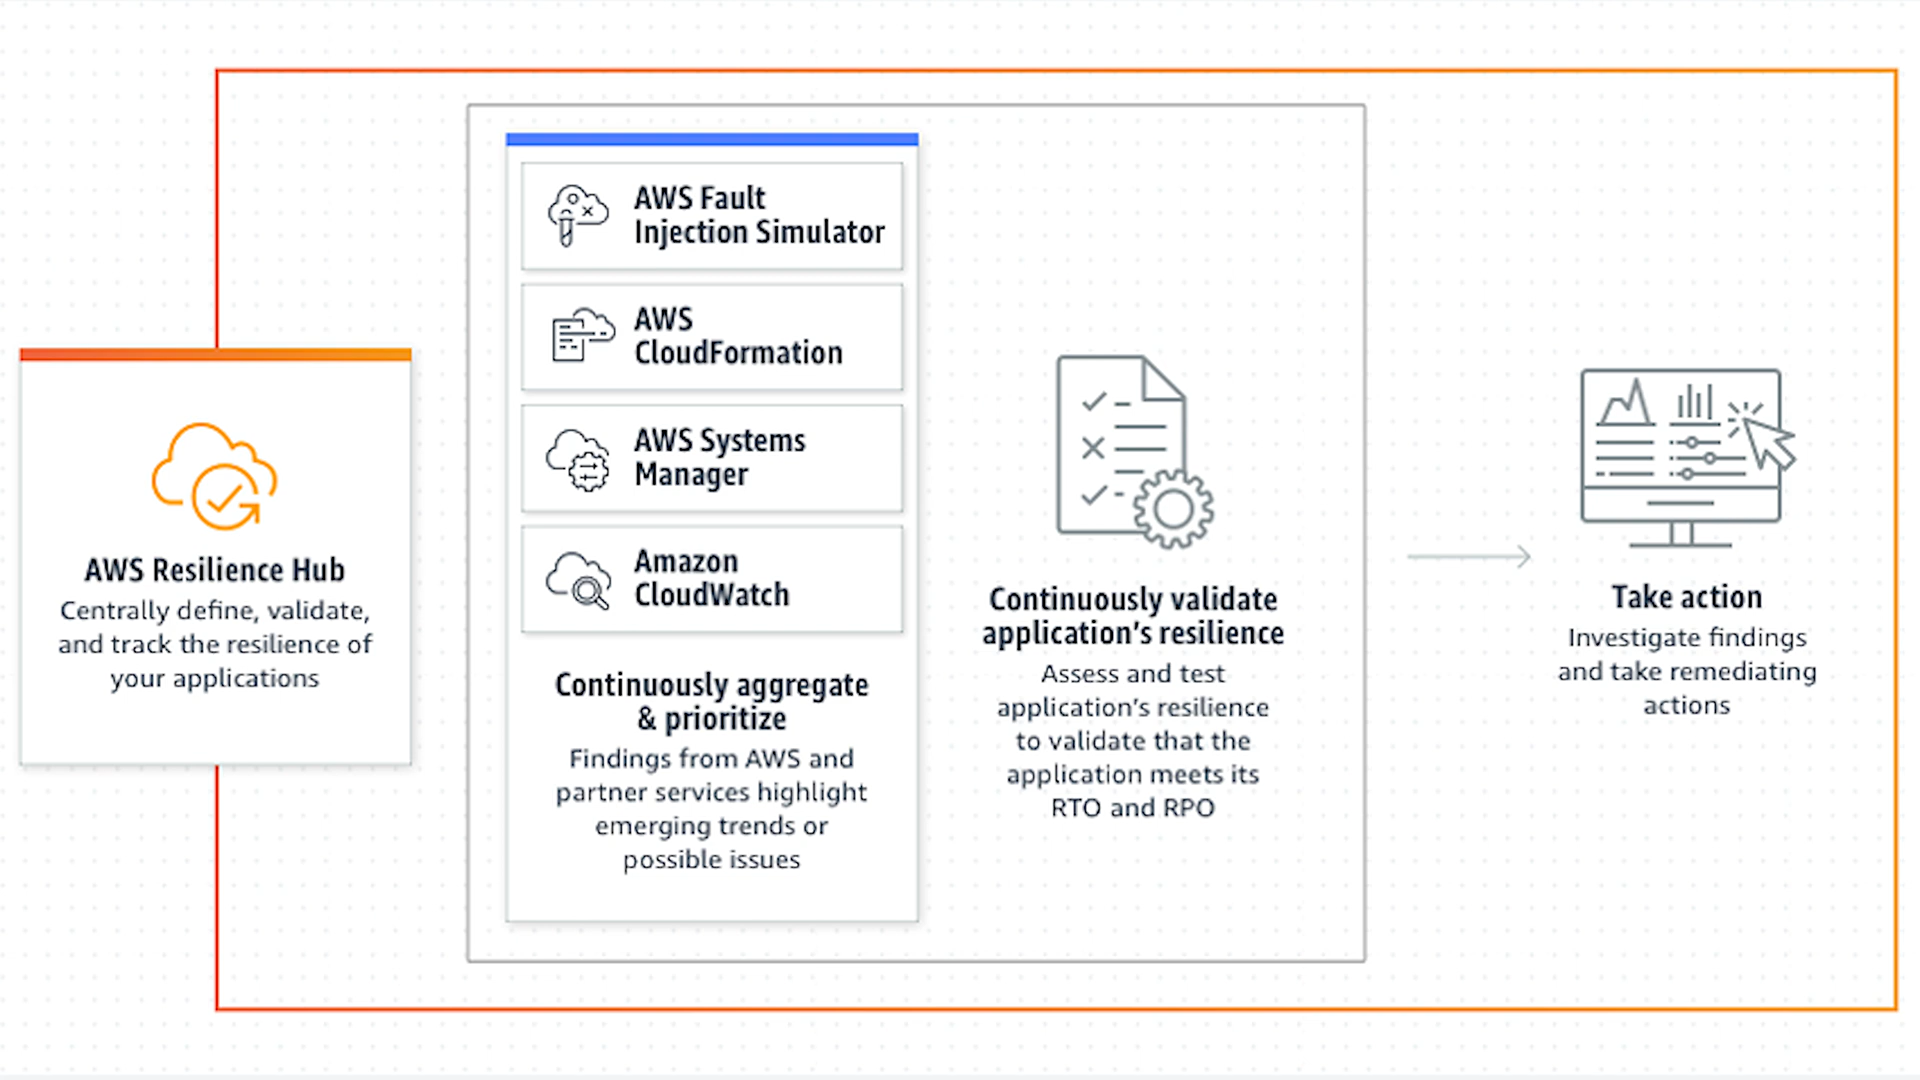 AWS Resilience Hub
Centrally define, validate,
and track the resilience of
your applications
AWS Fault
Injection Simulator
AWS
CloudFormation
AWS Systems
Manager
Amazon
CloudWatch
Continuously aggregate
& prioritize
Findings from AWS and
partner services highlight
emerging trends or
possible issues
Continuously validate
application’s resilience
Assess and test
application’s resilience
to validate that the
application meets its
RTO and RPO
Take action
Investigate findings
and take remediating
actions